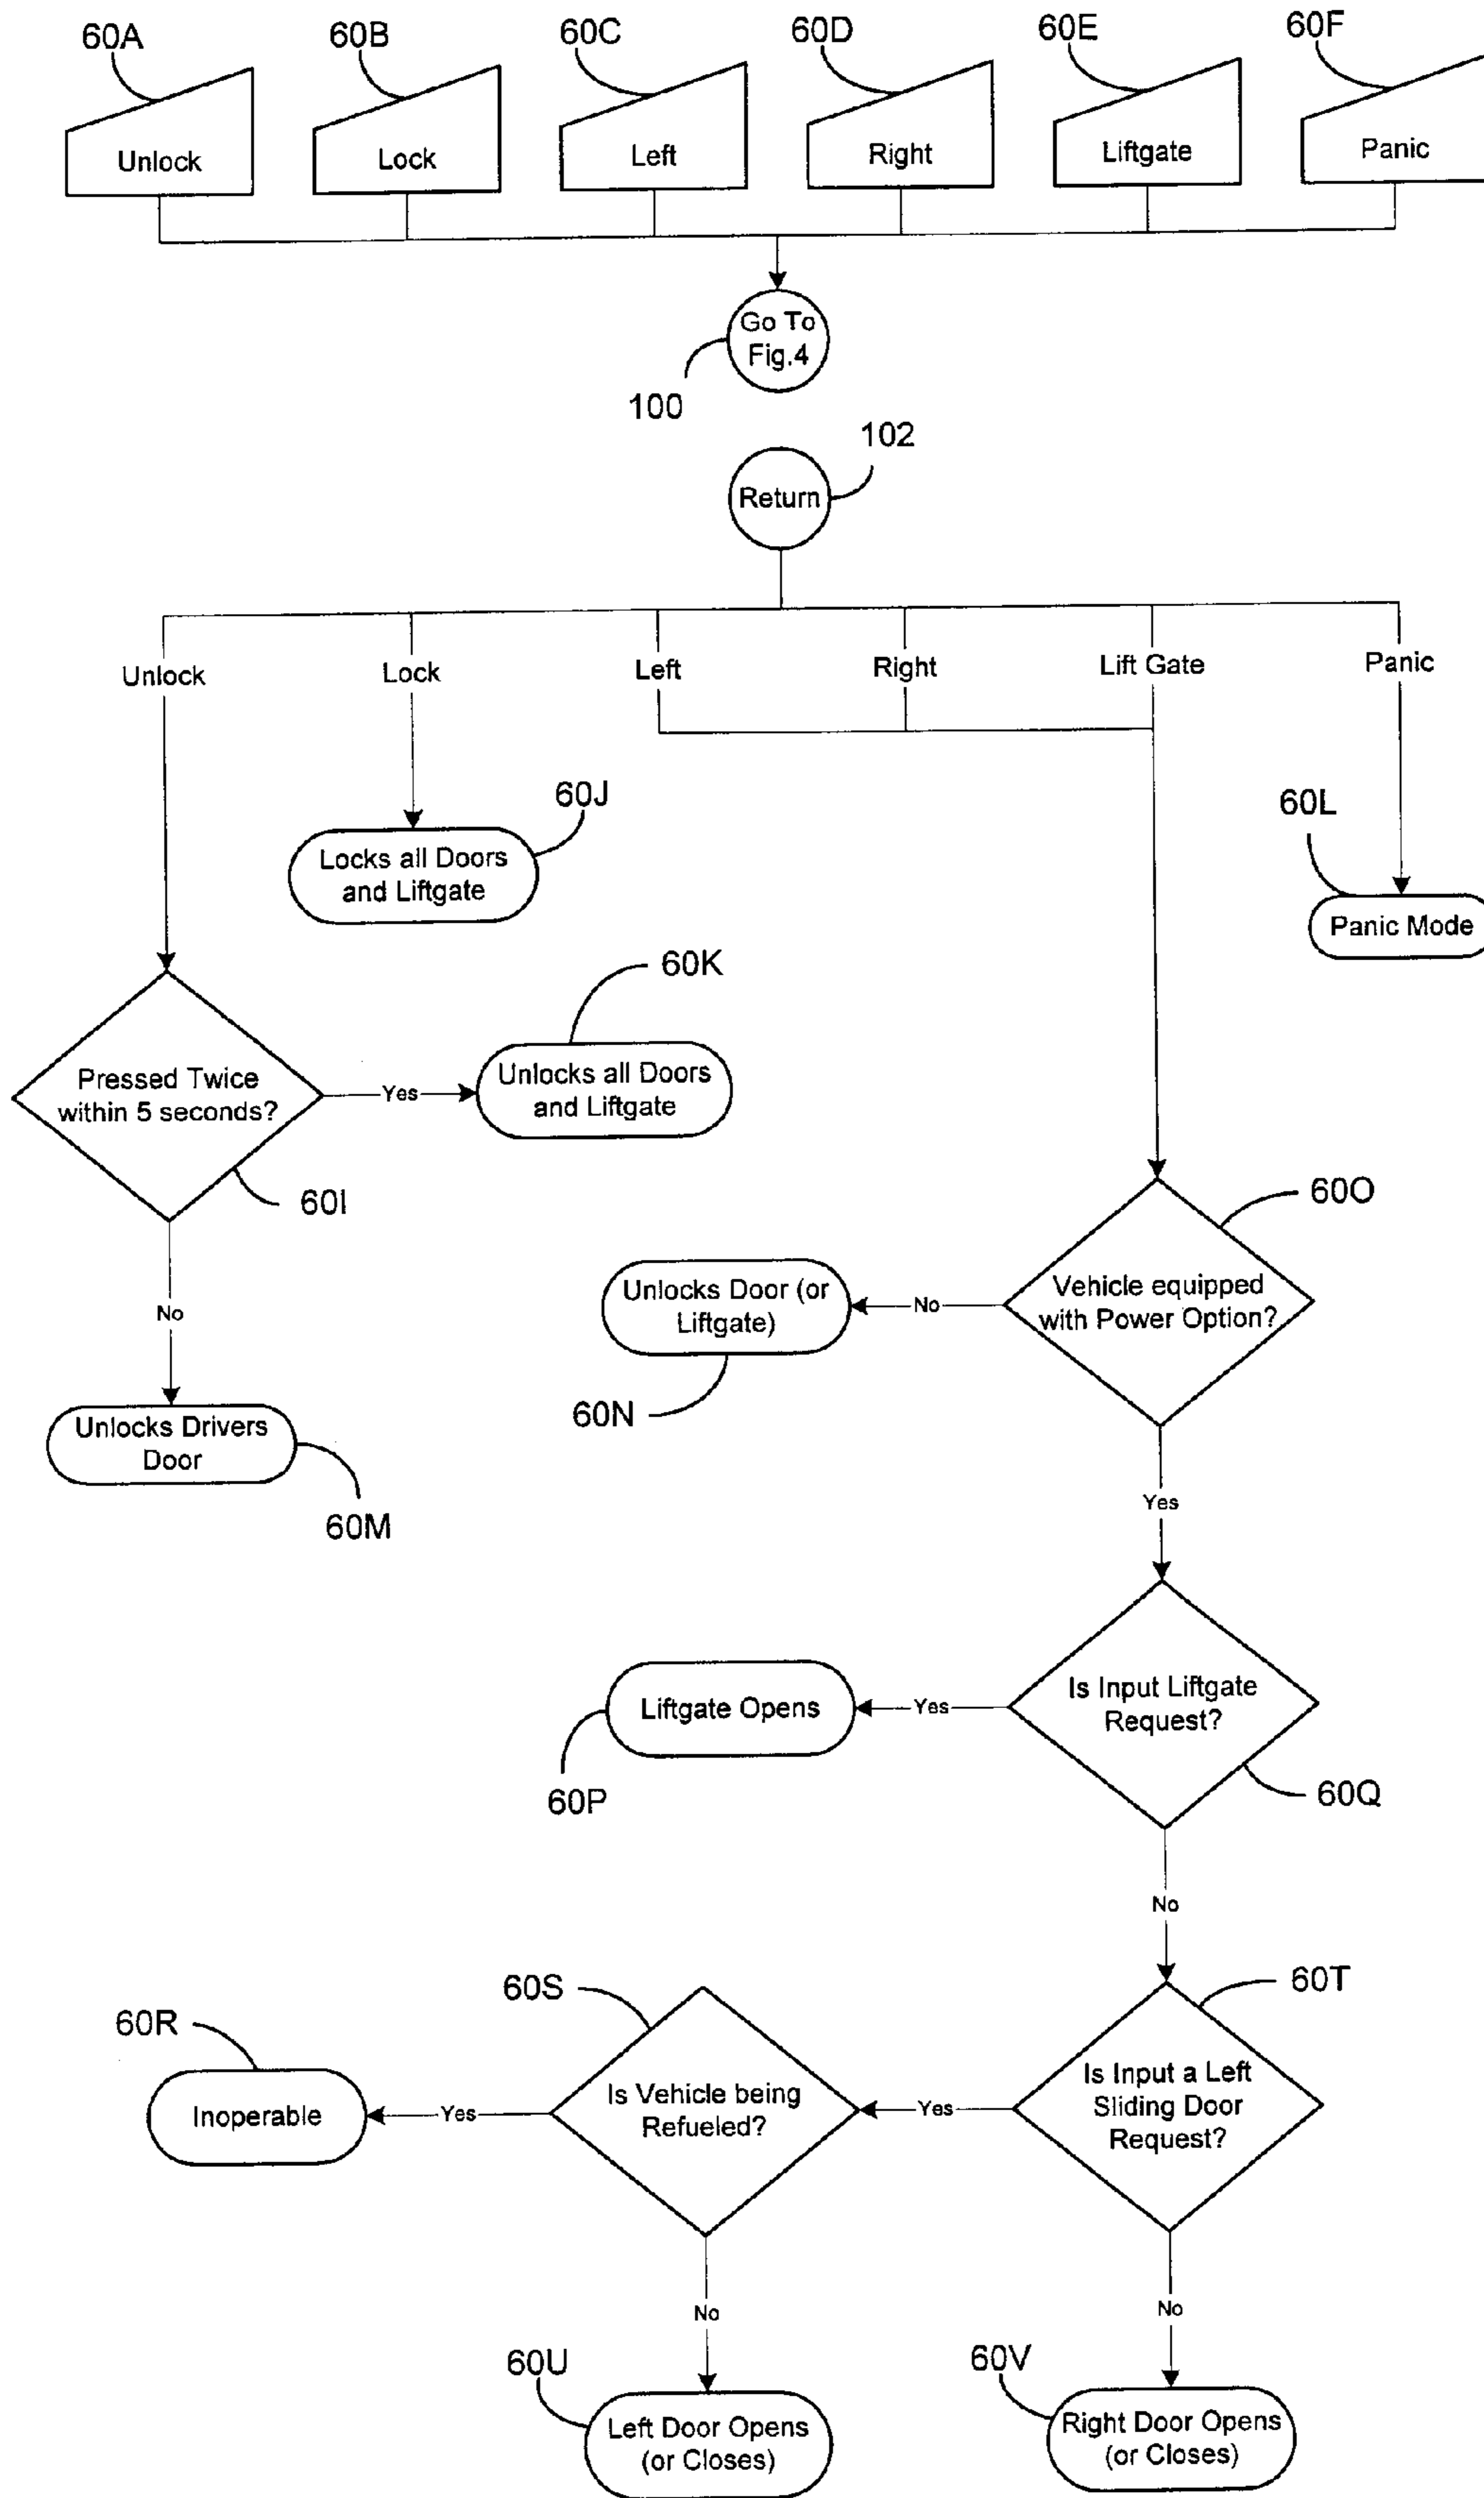 60A
60B
60C
60D
60E
60F
Unlock
Lock
Left
Right
Liftgate
Panic
Go To
Fig.4
100
102
Return
Unlock
Lock
Left
Right
Lift Gate
Panic
60J
Locks all Doors
and Liftgate
60L
Panic Mode
60K
Pressed Twice
within 5 seconds?
Yes
Unlocks all Doors
and Liftgate
60I
No
Unlocks Drivers
Door
60M
60O
Vehicle equipped
with Power Option?
No
Unlocks Door (or
Liftgate)
60N
Yes
Is Input Liftgate
Request?
Yes
Liftgate Opens
60P
60Q
No
60T
60S
60R
Is Input a Left
Sliding Door
Request?
Yes
Is Vehicle being
Refueled?
Yes
Inoperable
No
No
60U
60V
Left Door Opens
(or Closes)
Right Door Opens
(or Closes)